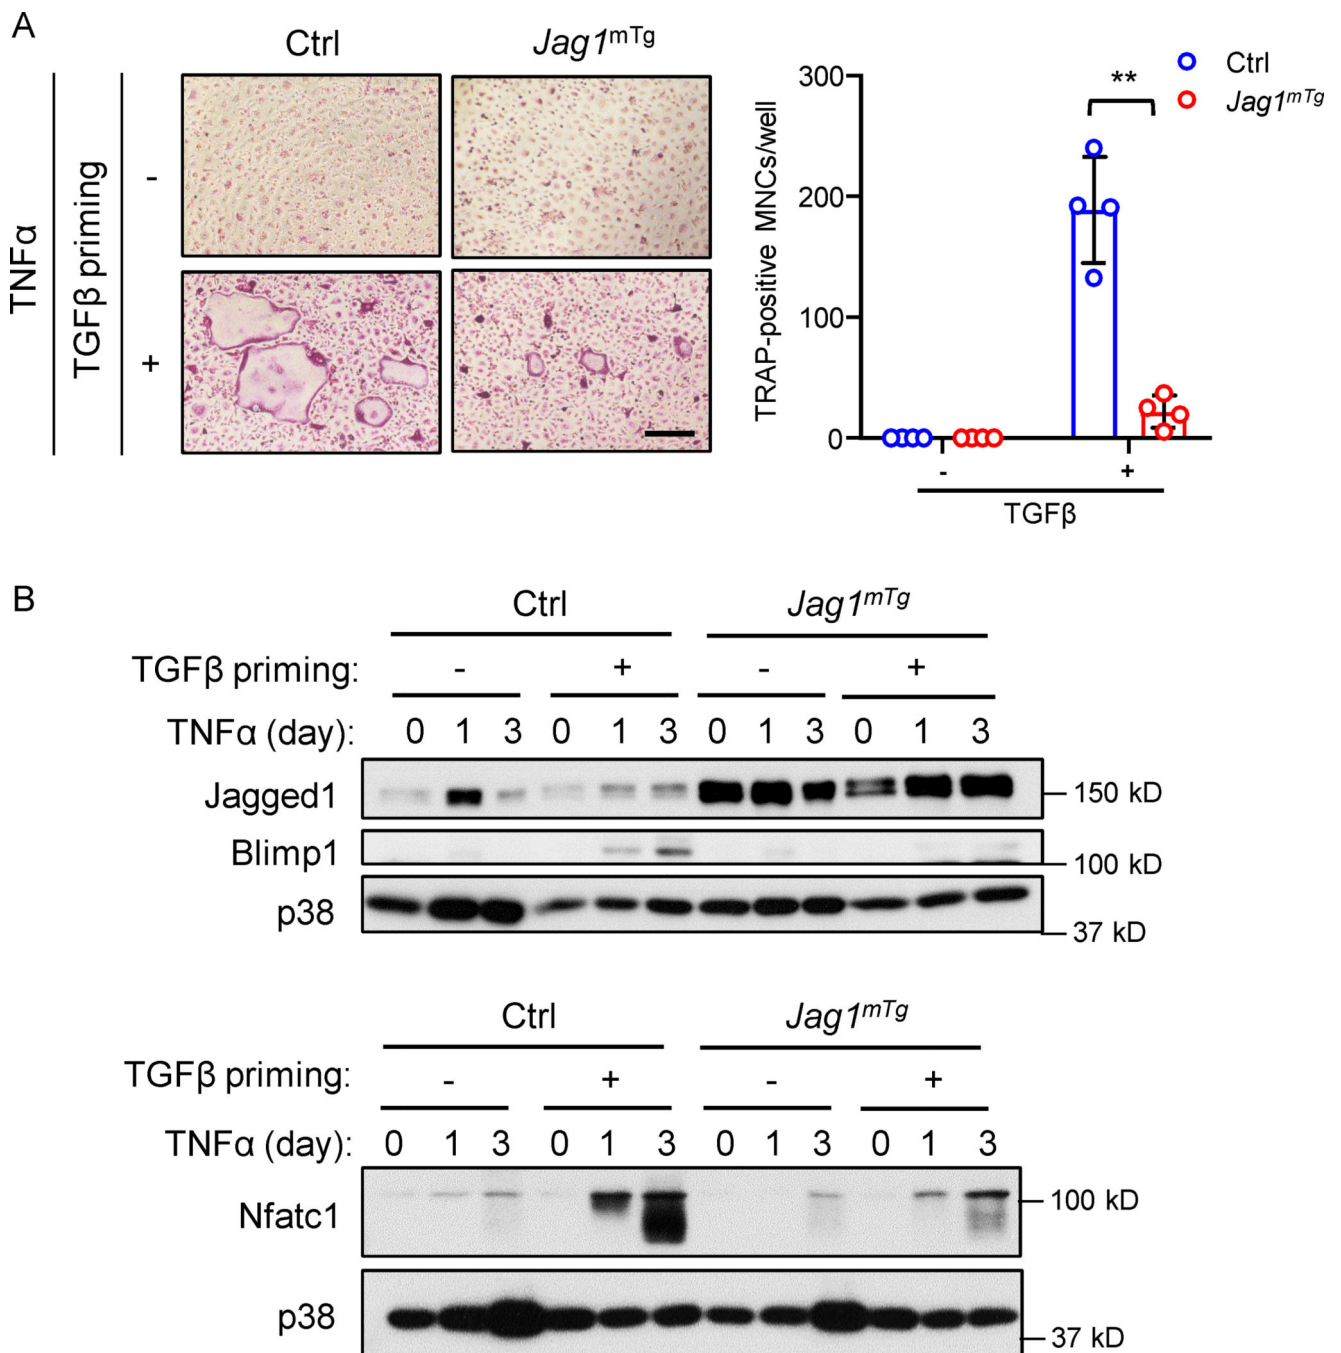 A
Ctrl
Jag1mTg
TNFα
TGFβ priming
-
+
TRAP-positive MNCs/well
300
200
100
0
**
Ctrl
Jag1mTg
- +
TGFβ
B
Ctrl Jag1mTg
TGFβ priming: - + - +
TNFα (day): 0 1 3 0 1 3 0 1 3 0 1 3
Jagged1
150 kD
Blimp1
100 kD
p38
37 kD
Ctrl Jag1mTg
TGFβ priming: - + - +
TNFα (day): 0 1 3 0 1 3 0 1 3 0 1 3
Nfatc1
100 kD
p38
37 kD